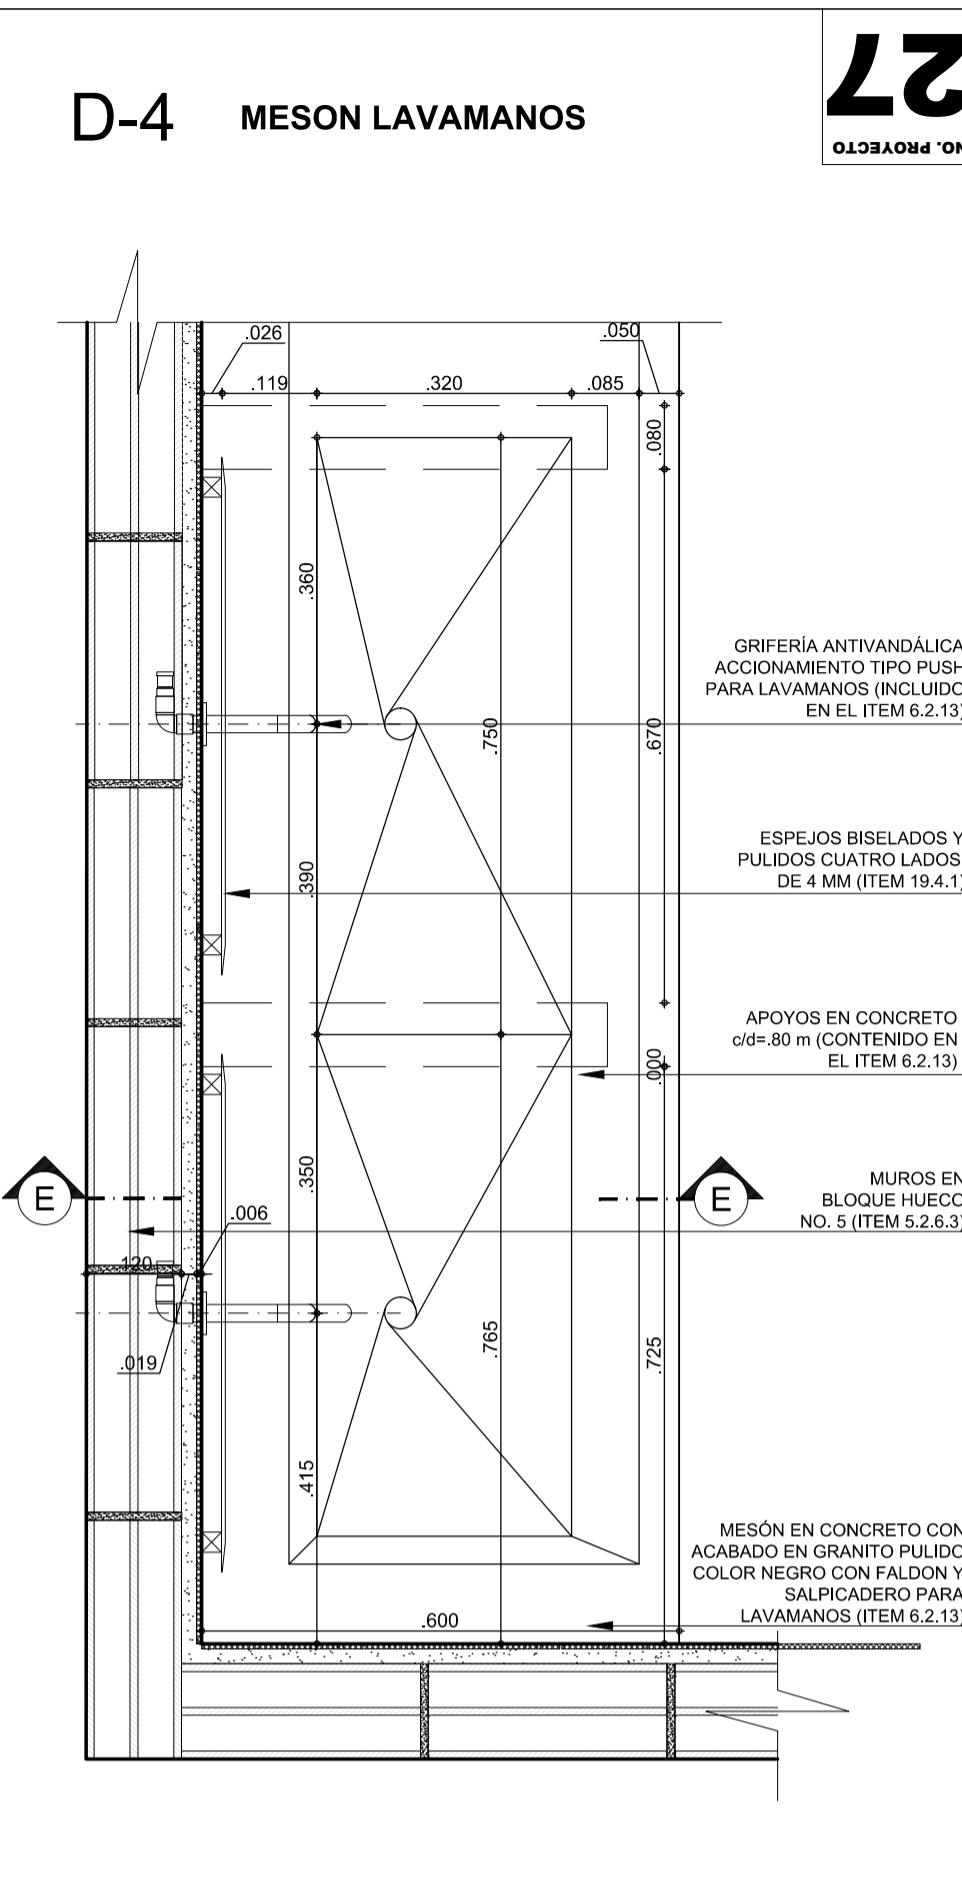 D-4 MESON LAVAMANOS
27
NO. PROYECTO
.026
.050
.119
.320
.085
.080
.360
.750
.670
GRIFERÍA ANTIVANDÁLICA
ACCIONAMIENTO TIPO PUSH
PARA LAVAMANOS (INCLUIDO
EN EL ITEM 6.2.13)
ESPEJOS BISELADOS Y
PULIDOS CUATRO LADOS
DE 4 MM (ITEM 19.4.1)
.390
APOYOS EN CONCRETO
c/d=.80 m (CONTENIDO EN
EL ITEM 6.2.13)
.000
.350
MUROS EN
BLOQUE HUECO
NO. 5 (ITEM 5.2.6.3)
E
E
.006
.120
.019
.765
.725
.415
MESÓN EN CONCRETO CON
ACABADO EN GRANITO PULIDO
COLOR NEGRO CON FALDON Y
SALPICADERO PARA
LAVAMANOS (ITEM 6.2.13)
.600